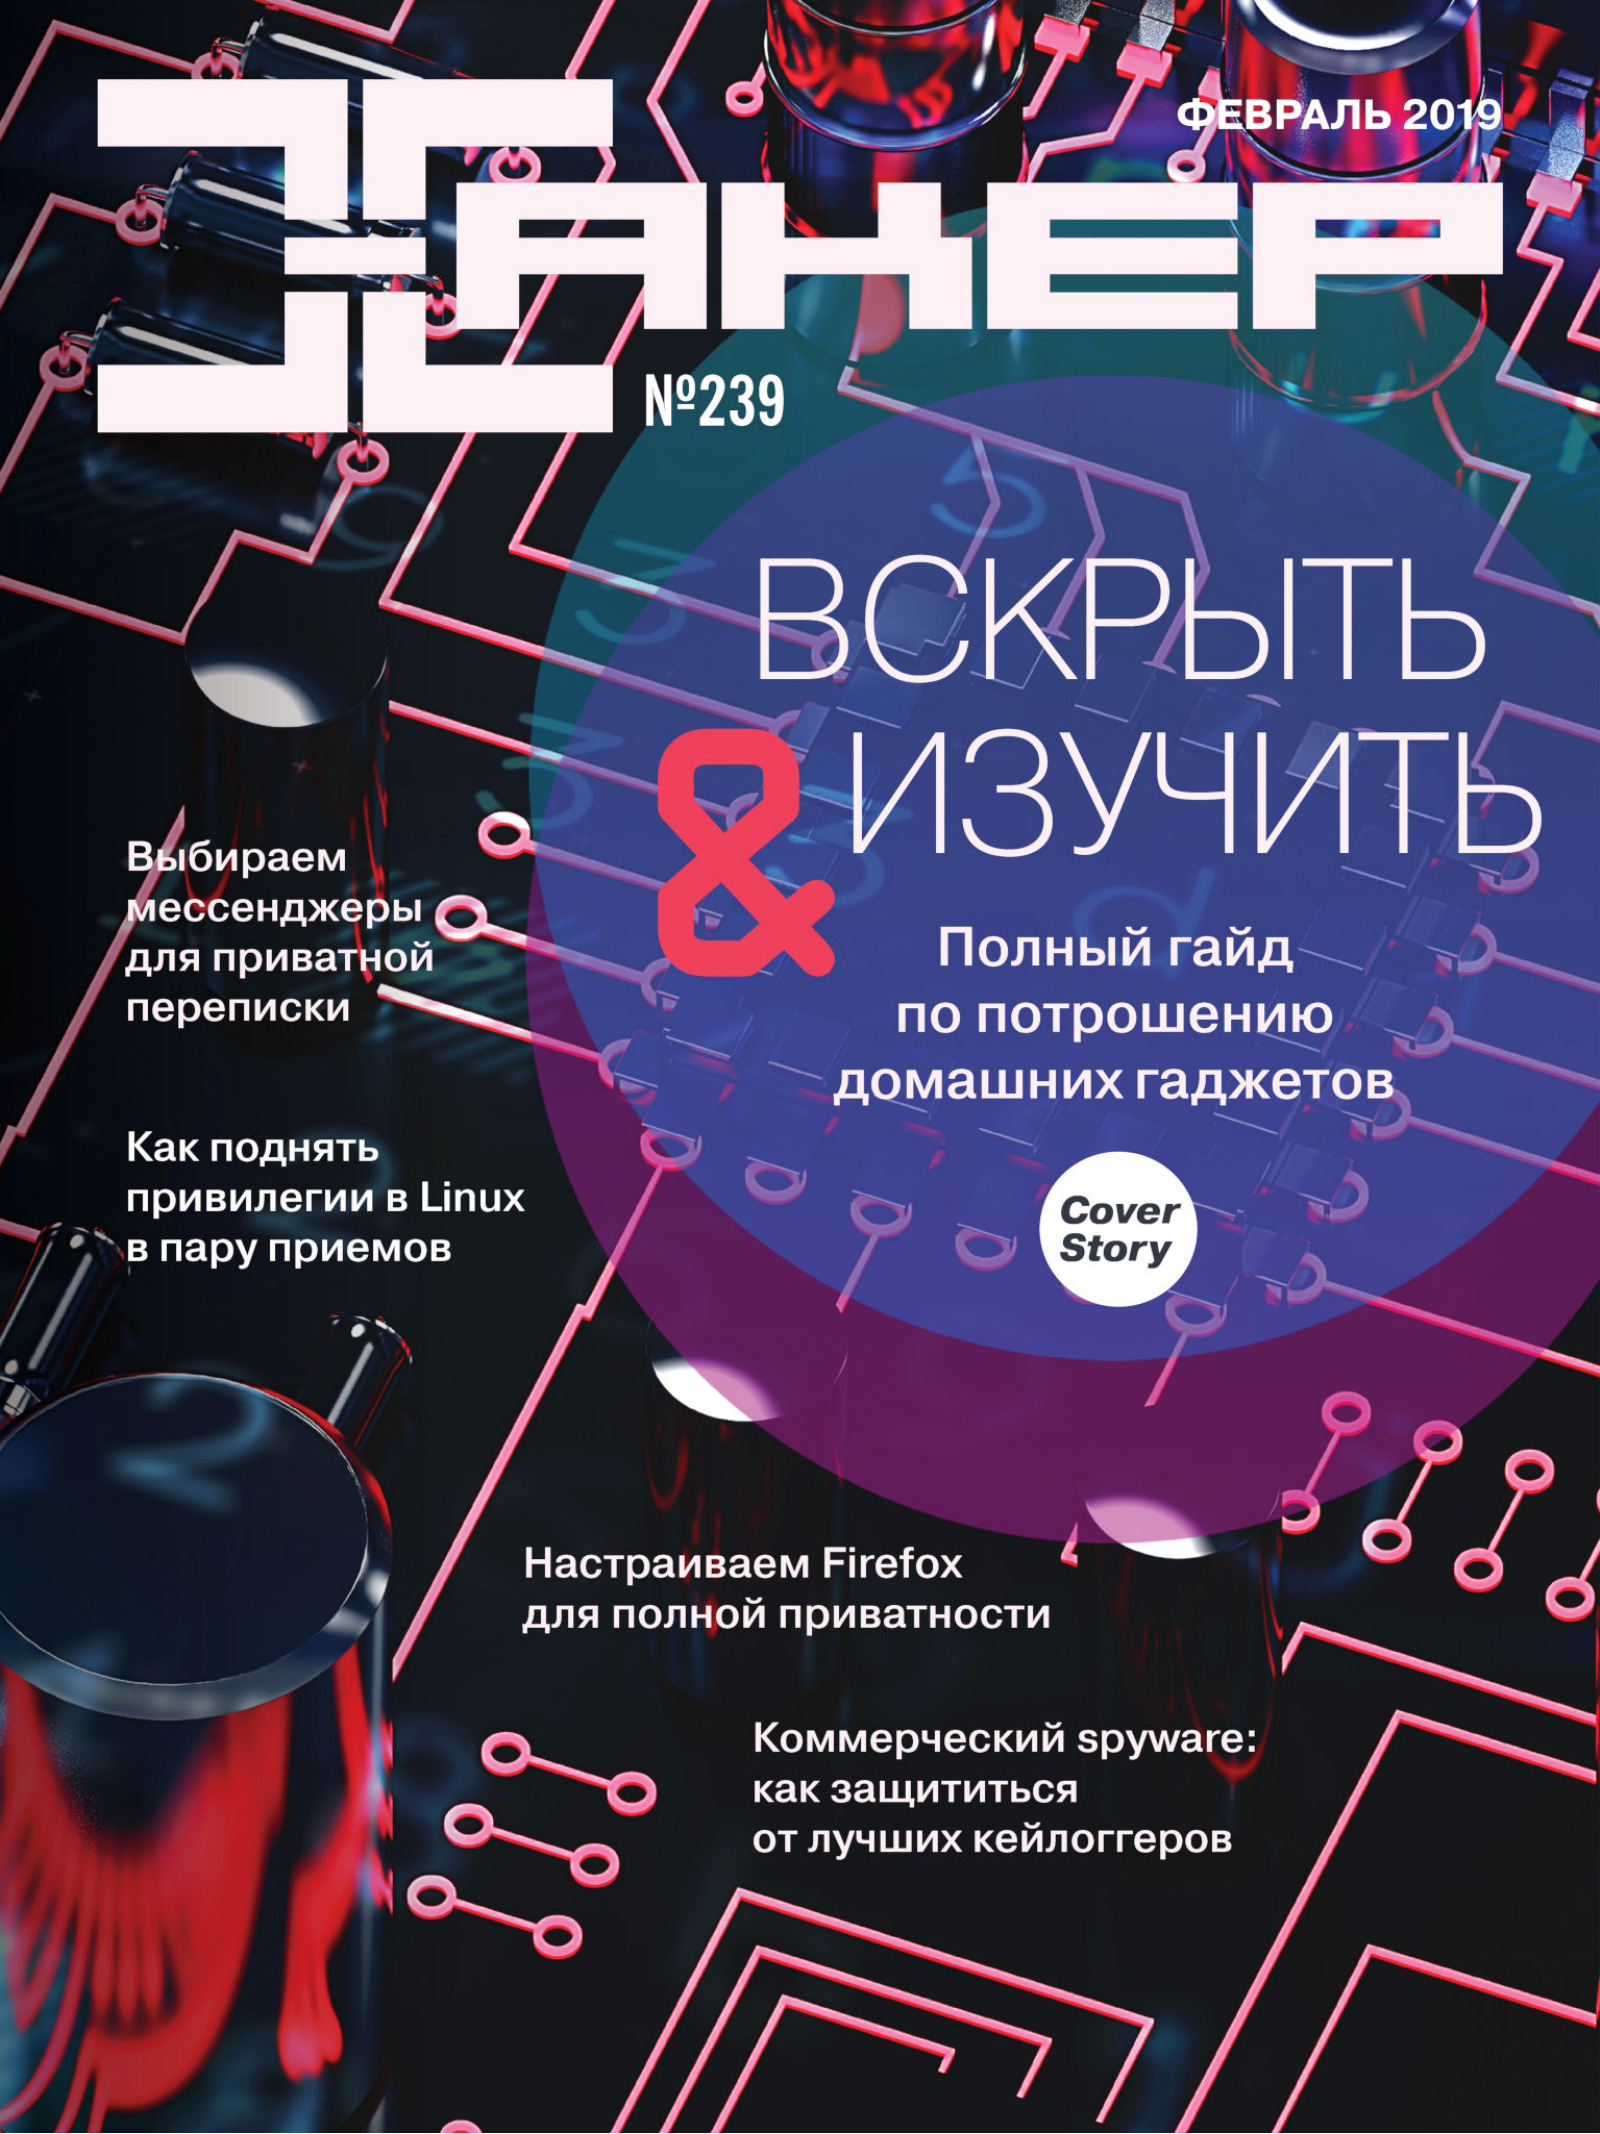 ФЕВРАЛЬ 2019
ХАКЕР
№239
ВСКРЫТЬ
& ИЗУЧИТЬ
Полный гайд
по потрошению
домашних гаджетов
Cover
Story
Выбираем
мессенджеры
для приватной
переписки
Как поднять
привилегии в Linux
в пару приемов
Настраиваем Firefox
для полной приватности
Коммерческий spyware:
как защититься
от лучших кейлоггеров